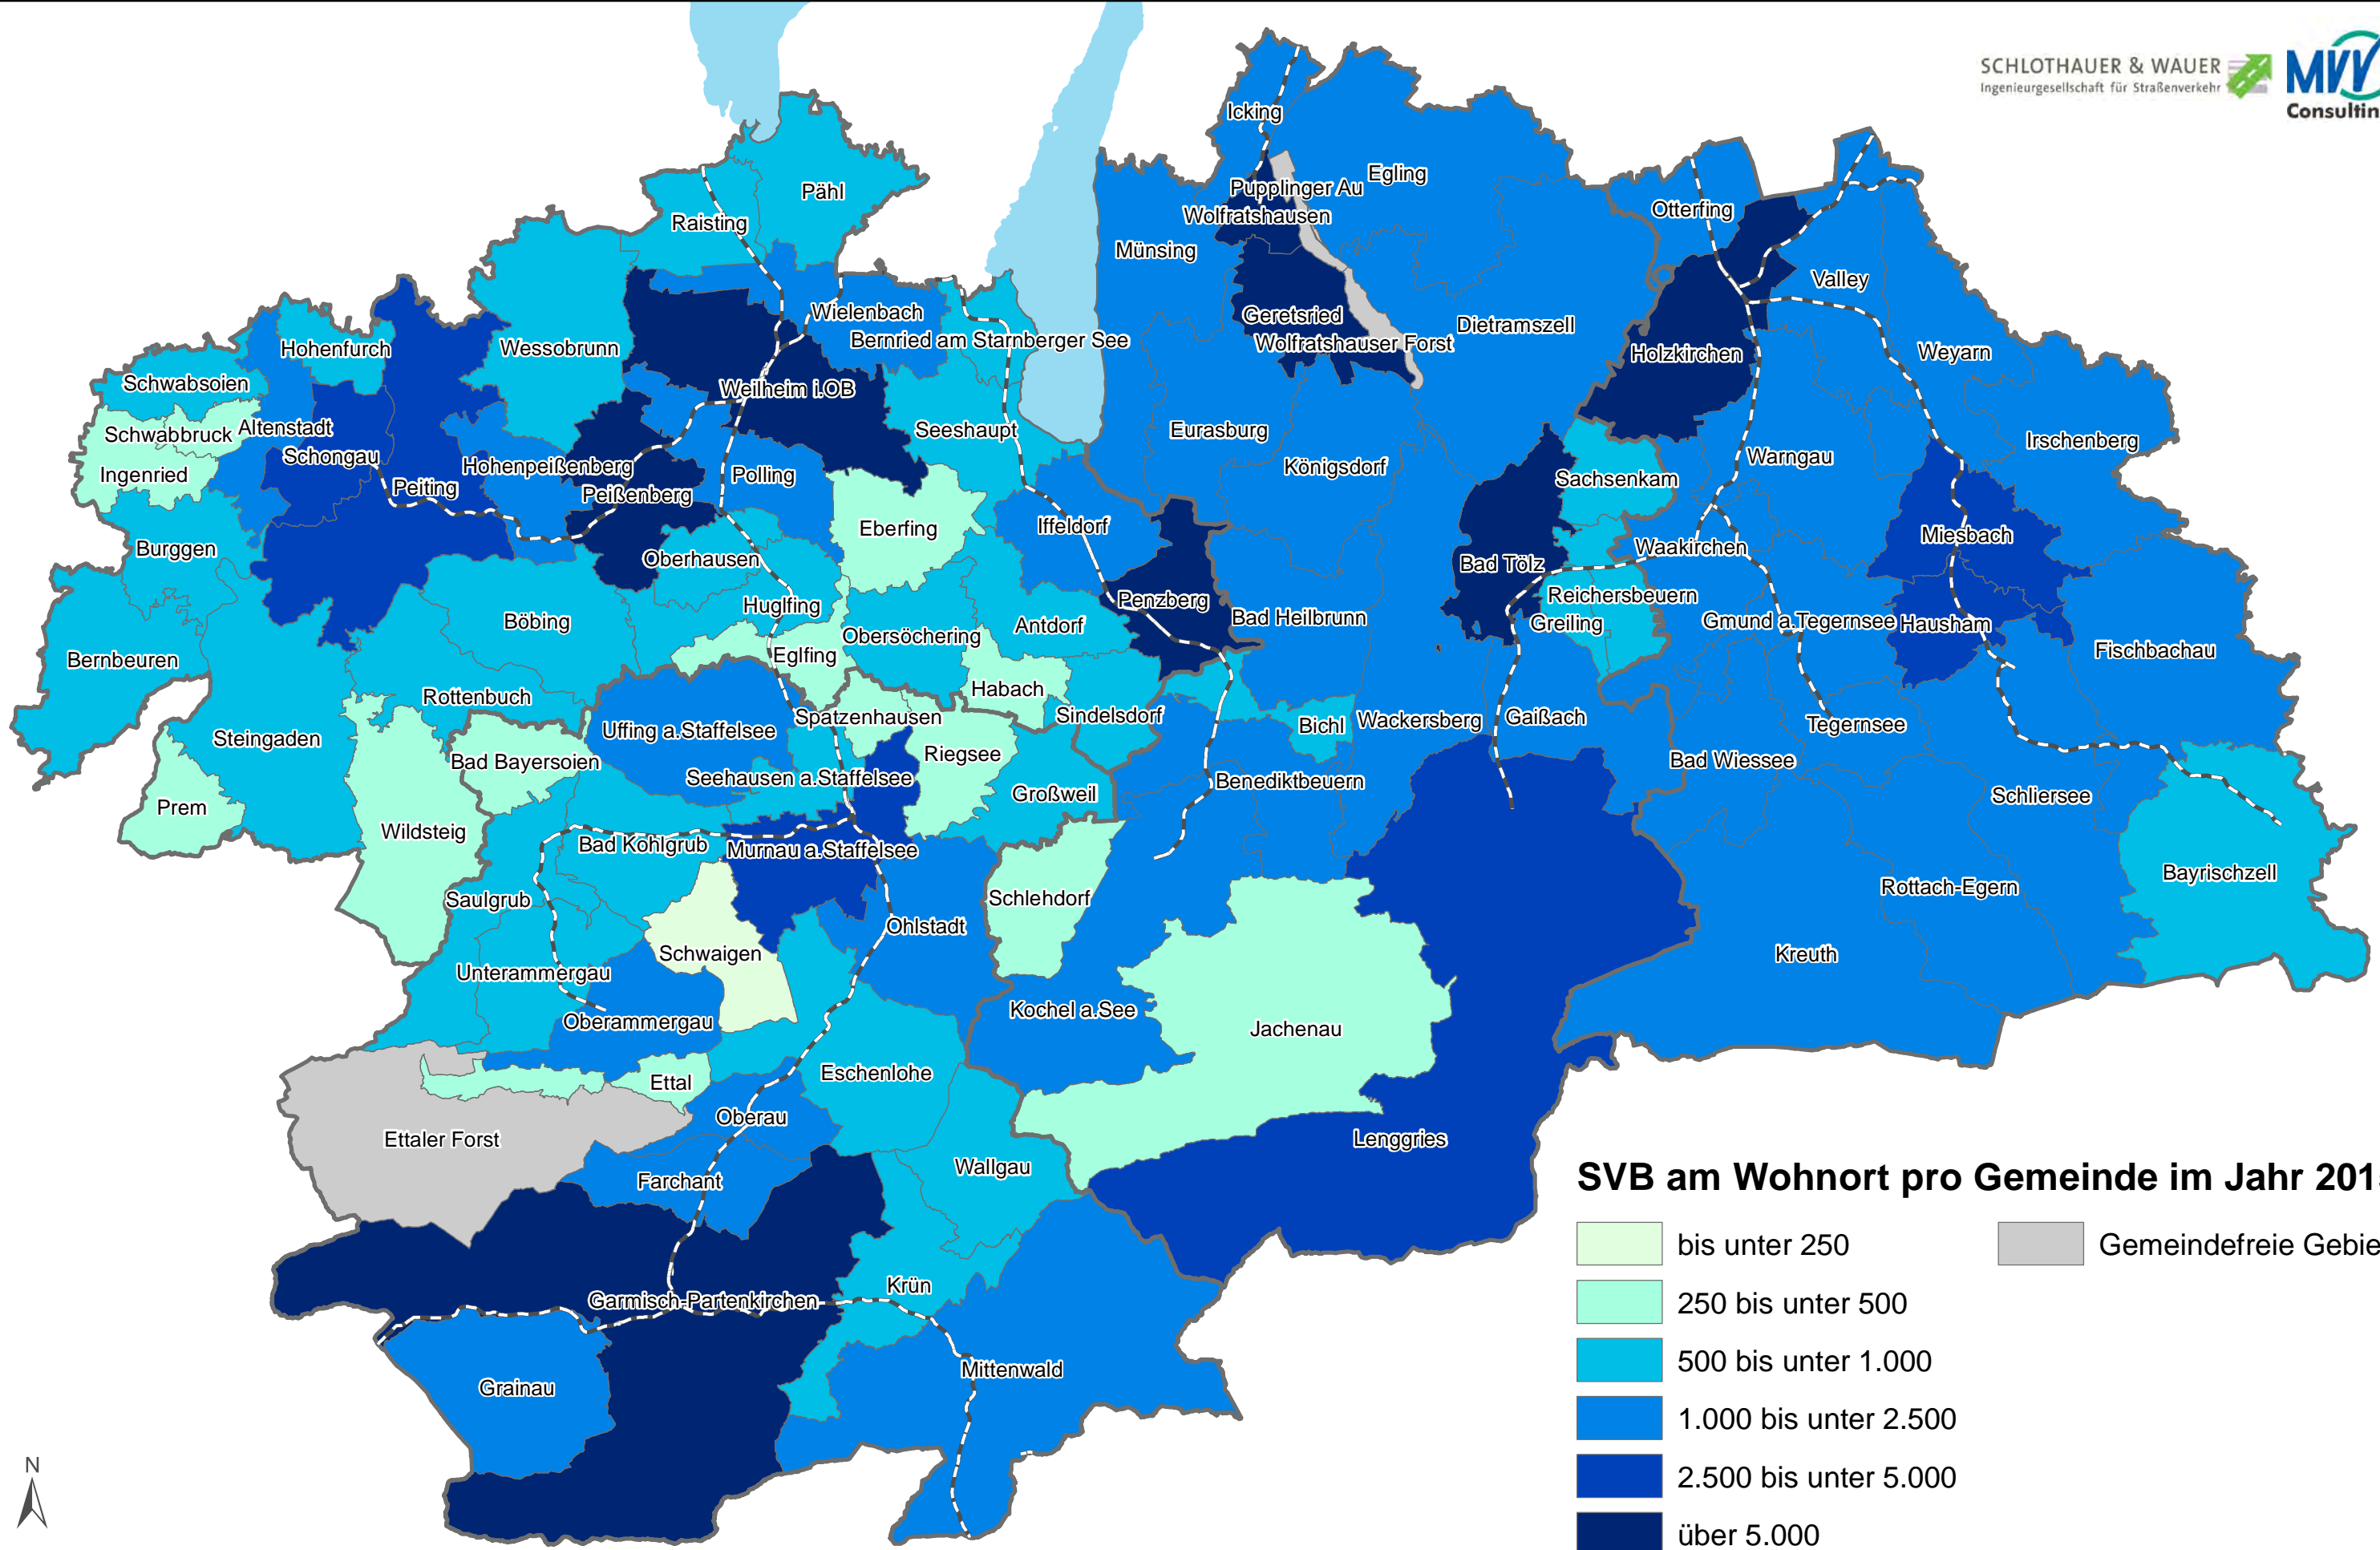 SCHLOTHAUER & WAUER
Ingenieurgesellschaft für Straßenverkehr
MVV
Consultin
Icking
Egling
Pupplinger Au
Pähl
Wolfratshausen
Otterfing
Raisting
Münsing
Valley
Wielenbach
Geretsried
Dietramszell
Bernried am Starnberger See
Wolfratshauser Forst
Hohenfurch
Wessobrunn
Holzkirchen
Weyarn
Schwabsoien
Weilheim i.OB
Schwabbruck
Altenstadt
Seeshaupt
Eurasburg
Irschenberg
Schongau
Hohenpeißenberg
Königsdorf
Warngau
Ingenried
Peiting
Peißenberg
Polling
Sachsenkam
Eberfing
Iffeldorf
Miesbach
Burggen
Oberhausen
Waakirchen
Bad Tölz
Huglfing
Penzberg
Reichersbeuern
Böbing
Obersöchering
Antdorf
Bad Heilbrunn
Greiling
Gmund a.Tegernsee
Hausham
Bernbeuren
Eglfing
Fischbachau
Rottenbuch
Habach
Steingaden
Uffing a.Staffelsee
Spatzenhausen
Sindelsdorf
Bichl
Wackersberg
Gaißach
Tegernsee
Bad Bayersoien
Riegsee
Bad Wiessee
Seehausen a.Staffelsee
Benediktbeuern
Prem
Großweil
Schliersee
Wildsteig
Bad Kohlgrub
Murnau a.Staffelsee
Bayrischzell
Saulgrub
Schlehdorf
Rottach-Egern
Ohlstadt
Schwaigen
Kreuth
Unterammergau
Kochel a.See
Oberammergau
Jachenau
Ettal
Eschenlohe
Oberau
Ettaler Forst
Lenggries
Wallgau
Farchant
Krün
Garmisch-Partenkirchen
Mittenwald
Grainau
N
SVB am Wohnort pro Gemeinde im Jahr 201
bis unter 250
Gemeindefreie Gebie
250 bis unter 500
500 bis unter 1.000
1.000 bis unter 2.500
2.500 bis unter 5.000
über 5.000